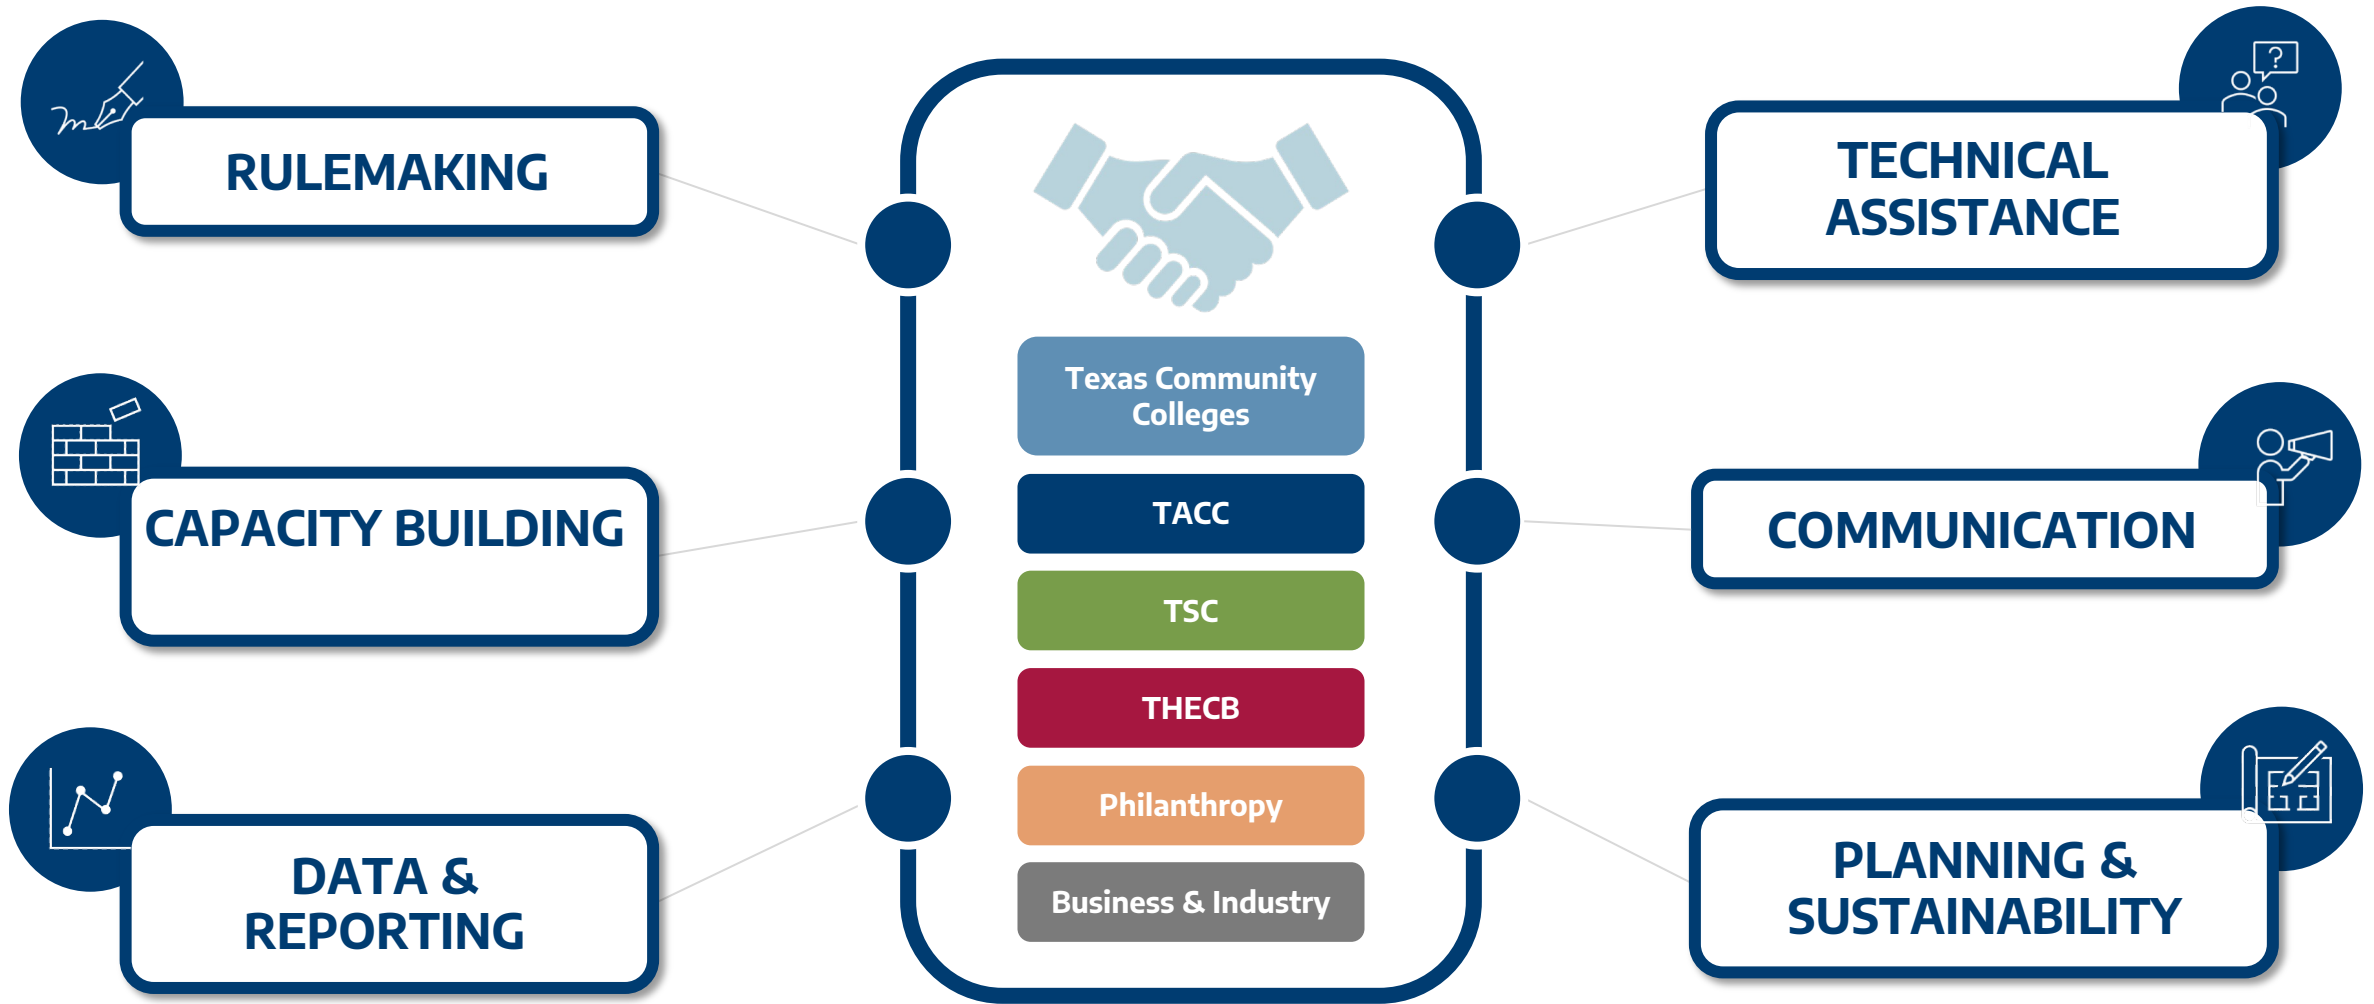 RULEMAKING
CAPACITY BUILDING
DATA &
REPORTING
Texas Community
Colleges
TACC
TSC
THECB
Philanthropy
Business & Industry
?
TECHNICAL
ASSISTANCE
COMMUNICATION
PLANNING &
SUSTAINABILITY